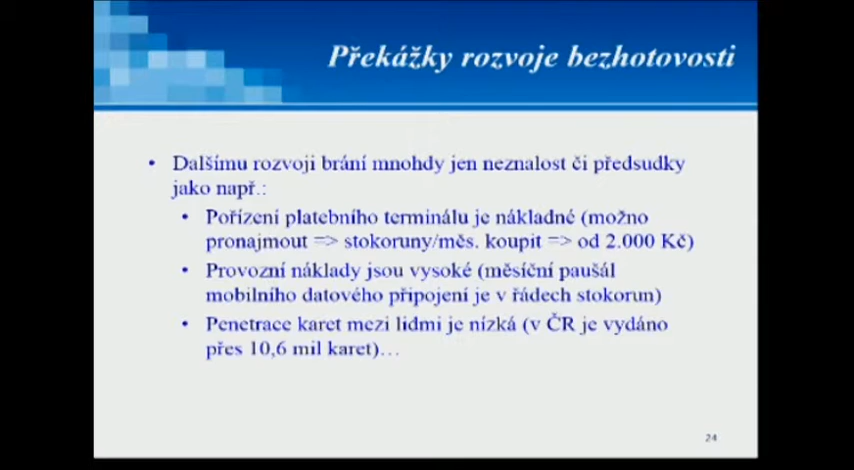 Překážky rozvoje bezhotovosti
• Dalšímu rozvoji brání mnohdy jen neznalost či předsudky
jako např.:
• Pořízení platebního terminálu je nákladné (možno
pronajmout => stokoruny/měs. koupit => od 2.000 Kč)
• Provozní náklady jsou vysoké (měsíční paušál
mobilního datového připojení je v řádech stokorun)
• Penetrace karet mezi lidmi je nízká (v ČR je vydáno
přes 10,6 mil karet)…
24